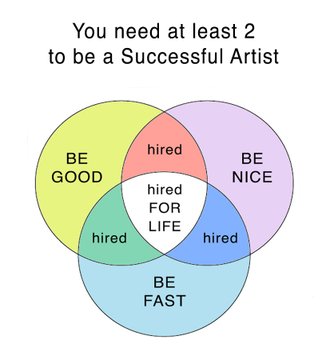 You need at least 2
to be a Successful Artist
hired
BE
GOOD
BE
NICE
hired
FOR
LIFE
hired
hired
BE
FAST